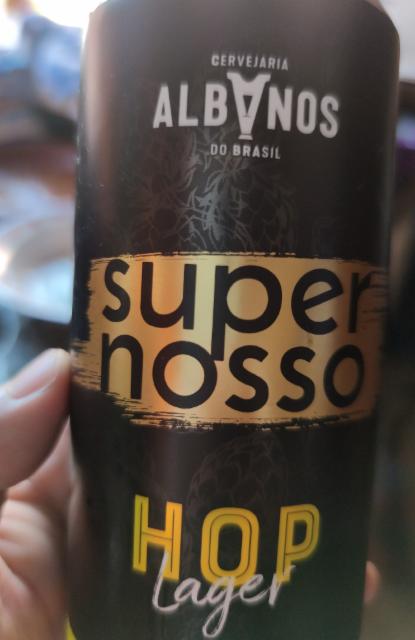 CERVEJARIA
ALBANOS
DO BRASIL
super
nosso
HOP
Lager